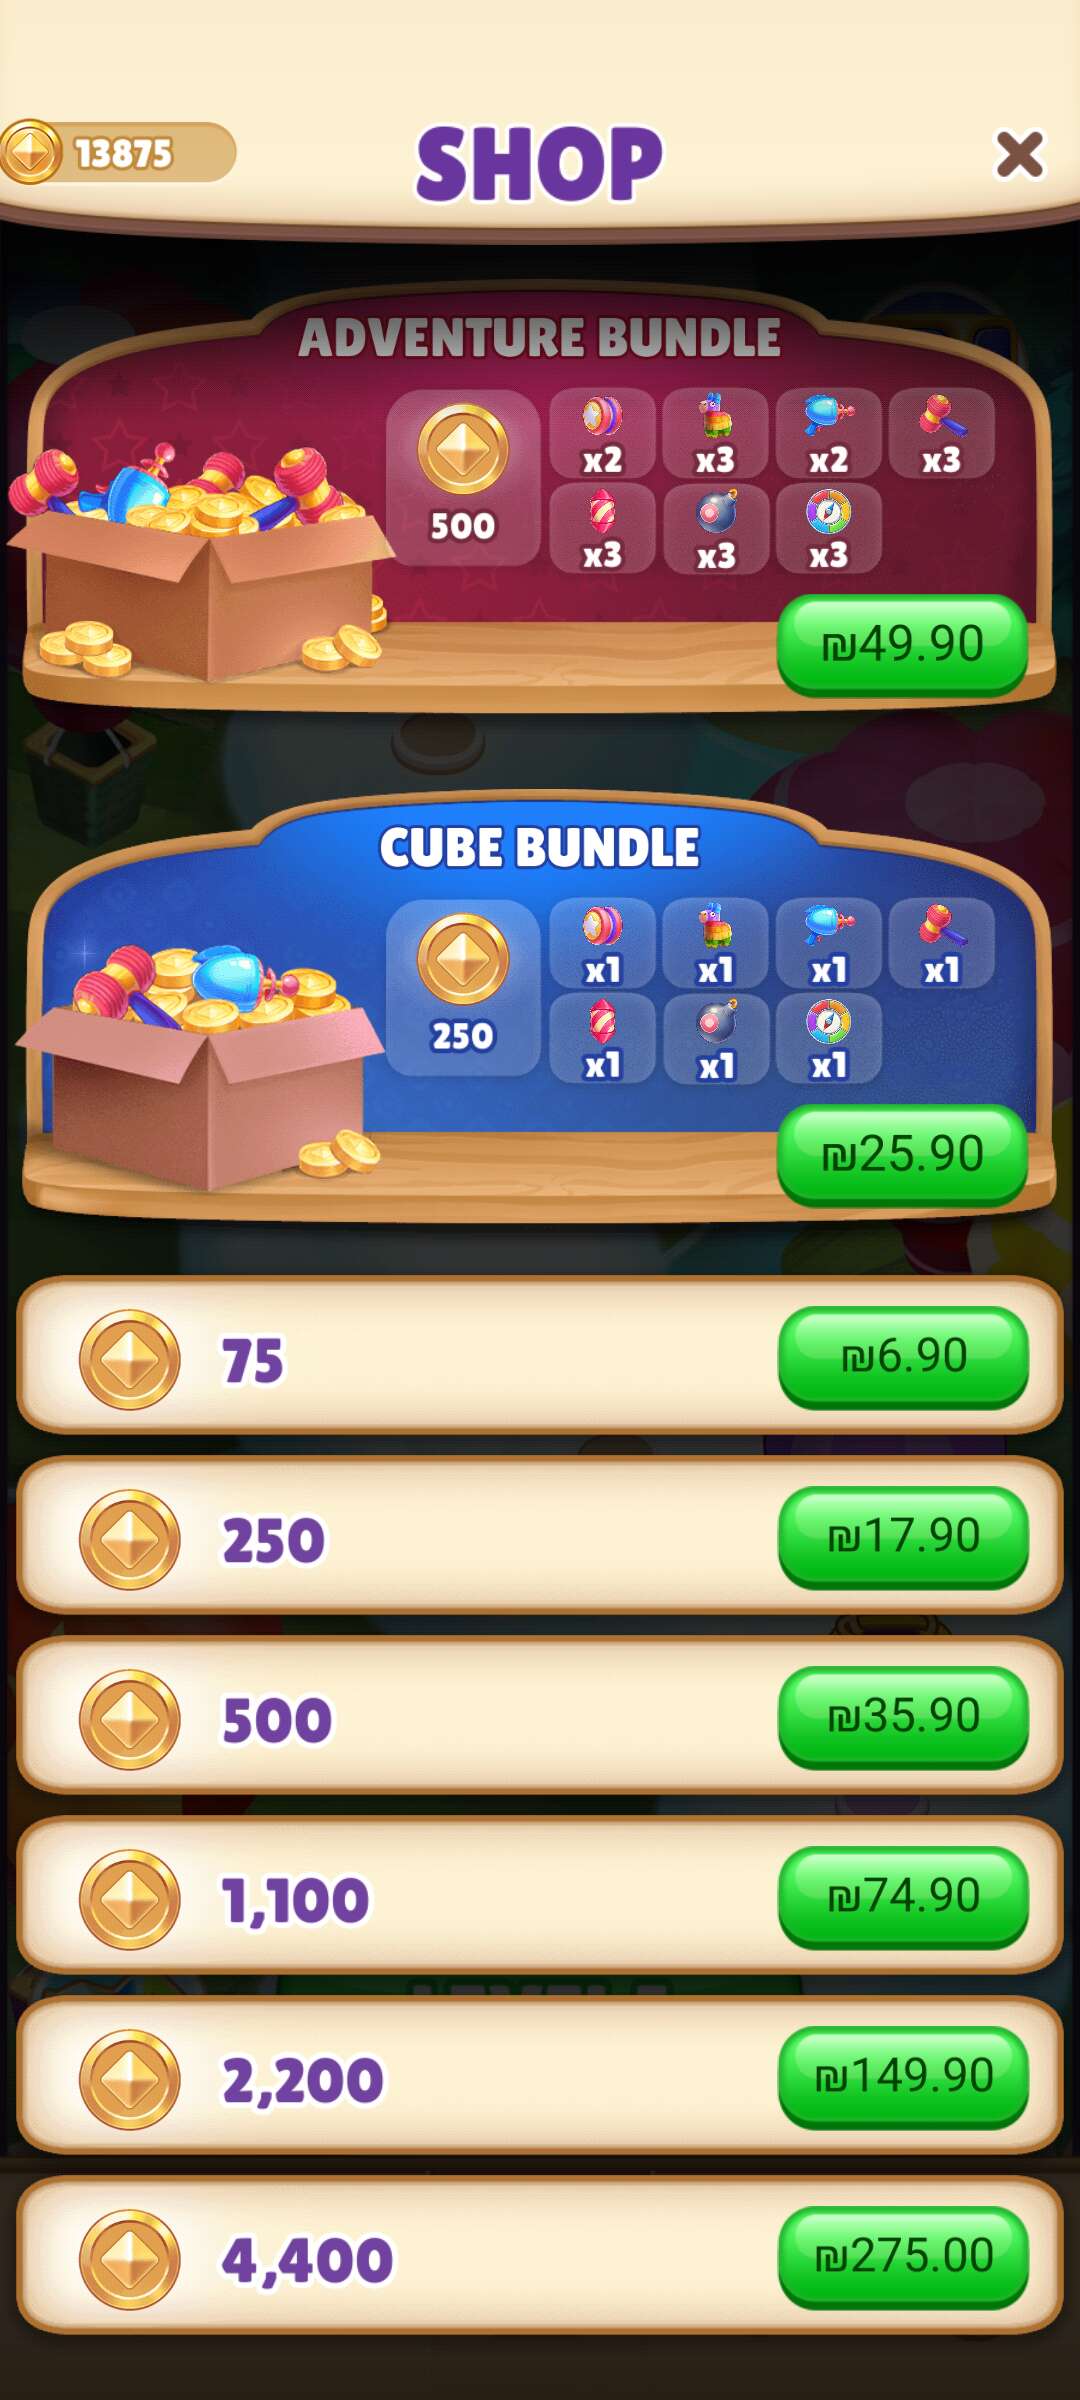 13875
SHOP
ADVENTURE BUNDLE
500
x2 x3 x2 x3
x3 x3 x3
₪49.90
CUBE BUNDLE
250
x1 x1 x1 x1
x1 x1 x1
₪25.90
75 ₪6.90
250 ₪17.90
500 ₪35.90
1,100 ₪74.90
2,200 ₪149.90
4,400 ₪275.00